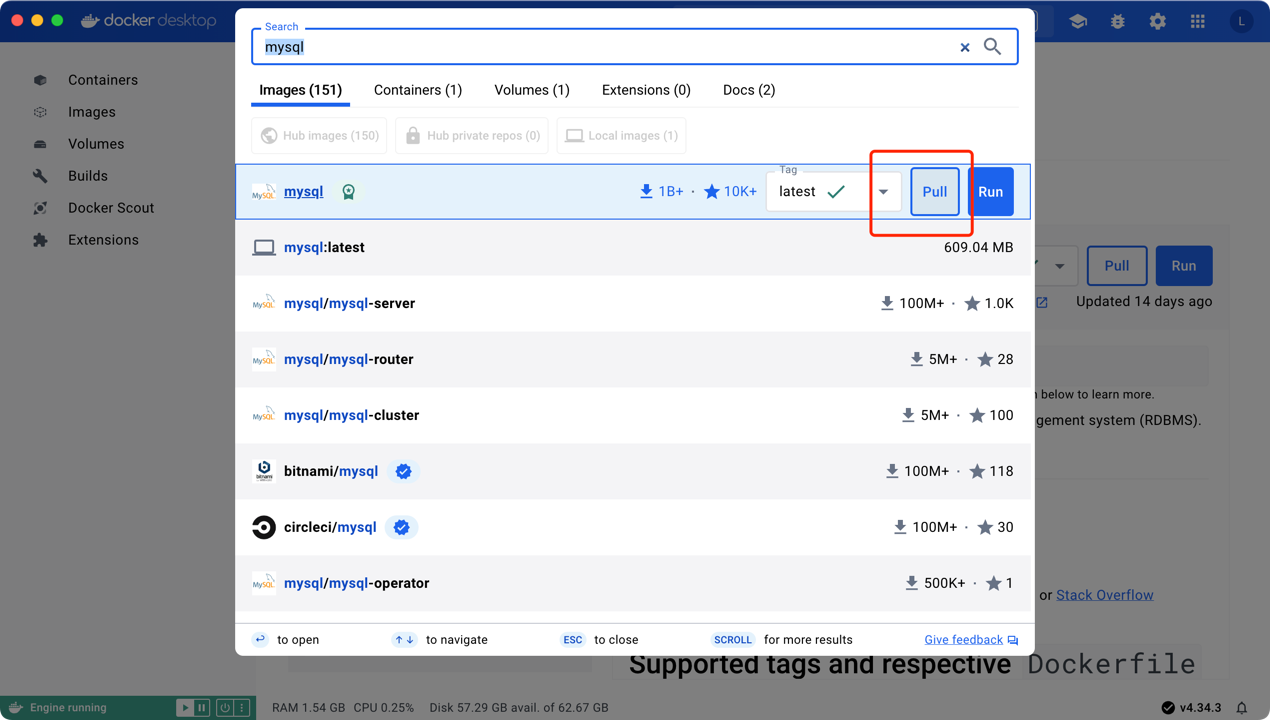 docker desktop
L
Search
mysql
Images (151)
Containers (1)
Volumes (1)
Extensions (0)
Docs (2)
Hub images (150)
Hub private repos (0)
Local images (1)
Containers
Images
Volumes
Builds
Docker Scout
Extensions
MySQL
mysql
1B+ · 10K+
Tag
latest
Pull
Run
mysql:latest
609.04 MB
MySQL
mysql/mysql-server
100M+ · 1.0K
MySQL
mysql/mysql-router
5M+ · 28
MySQL
mysql/mysql-cluster
5M+ · 100
bitnami
bitnami/mysql
100M+ · 118
circleci/mysql
100M+ · 30
MySQL
mysql/mysql-operator
500K+ · 1
to open
to navigate
ESC to close
SCROLL for more results
Give feedback
Pull
Run
Updated 14 days ago
below to learn more.
gement system (RDBMS).
or Stack Overflow
Supported tags and respective Dockerfile
Engine running
RAM 1.54 GB CPU 0.25% Disk 57.29 GB avail. of 62.67 GB
v4.34.3